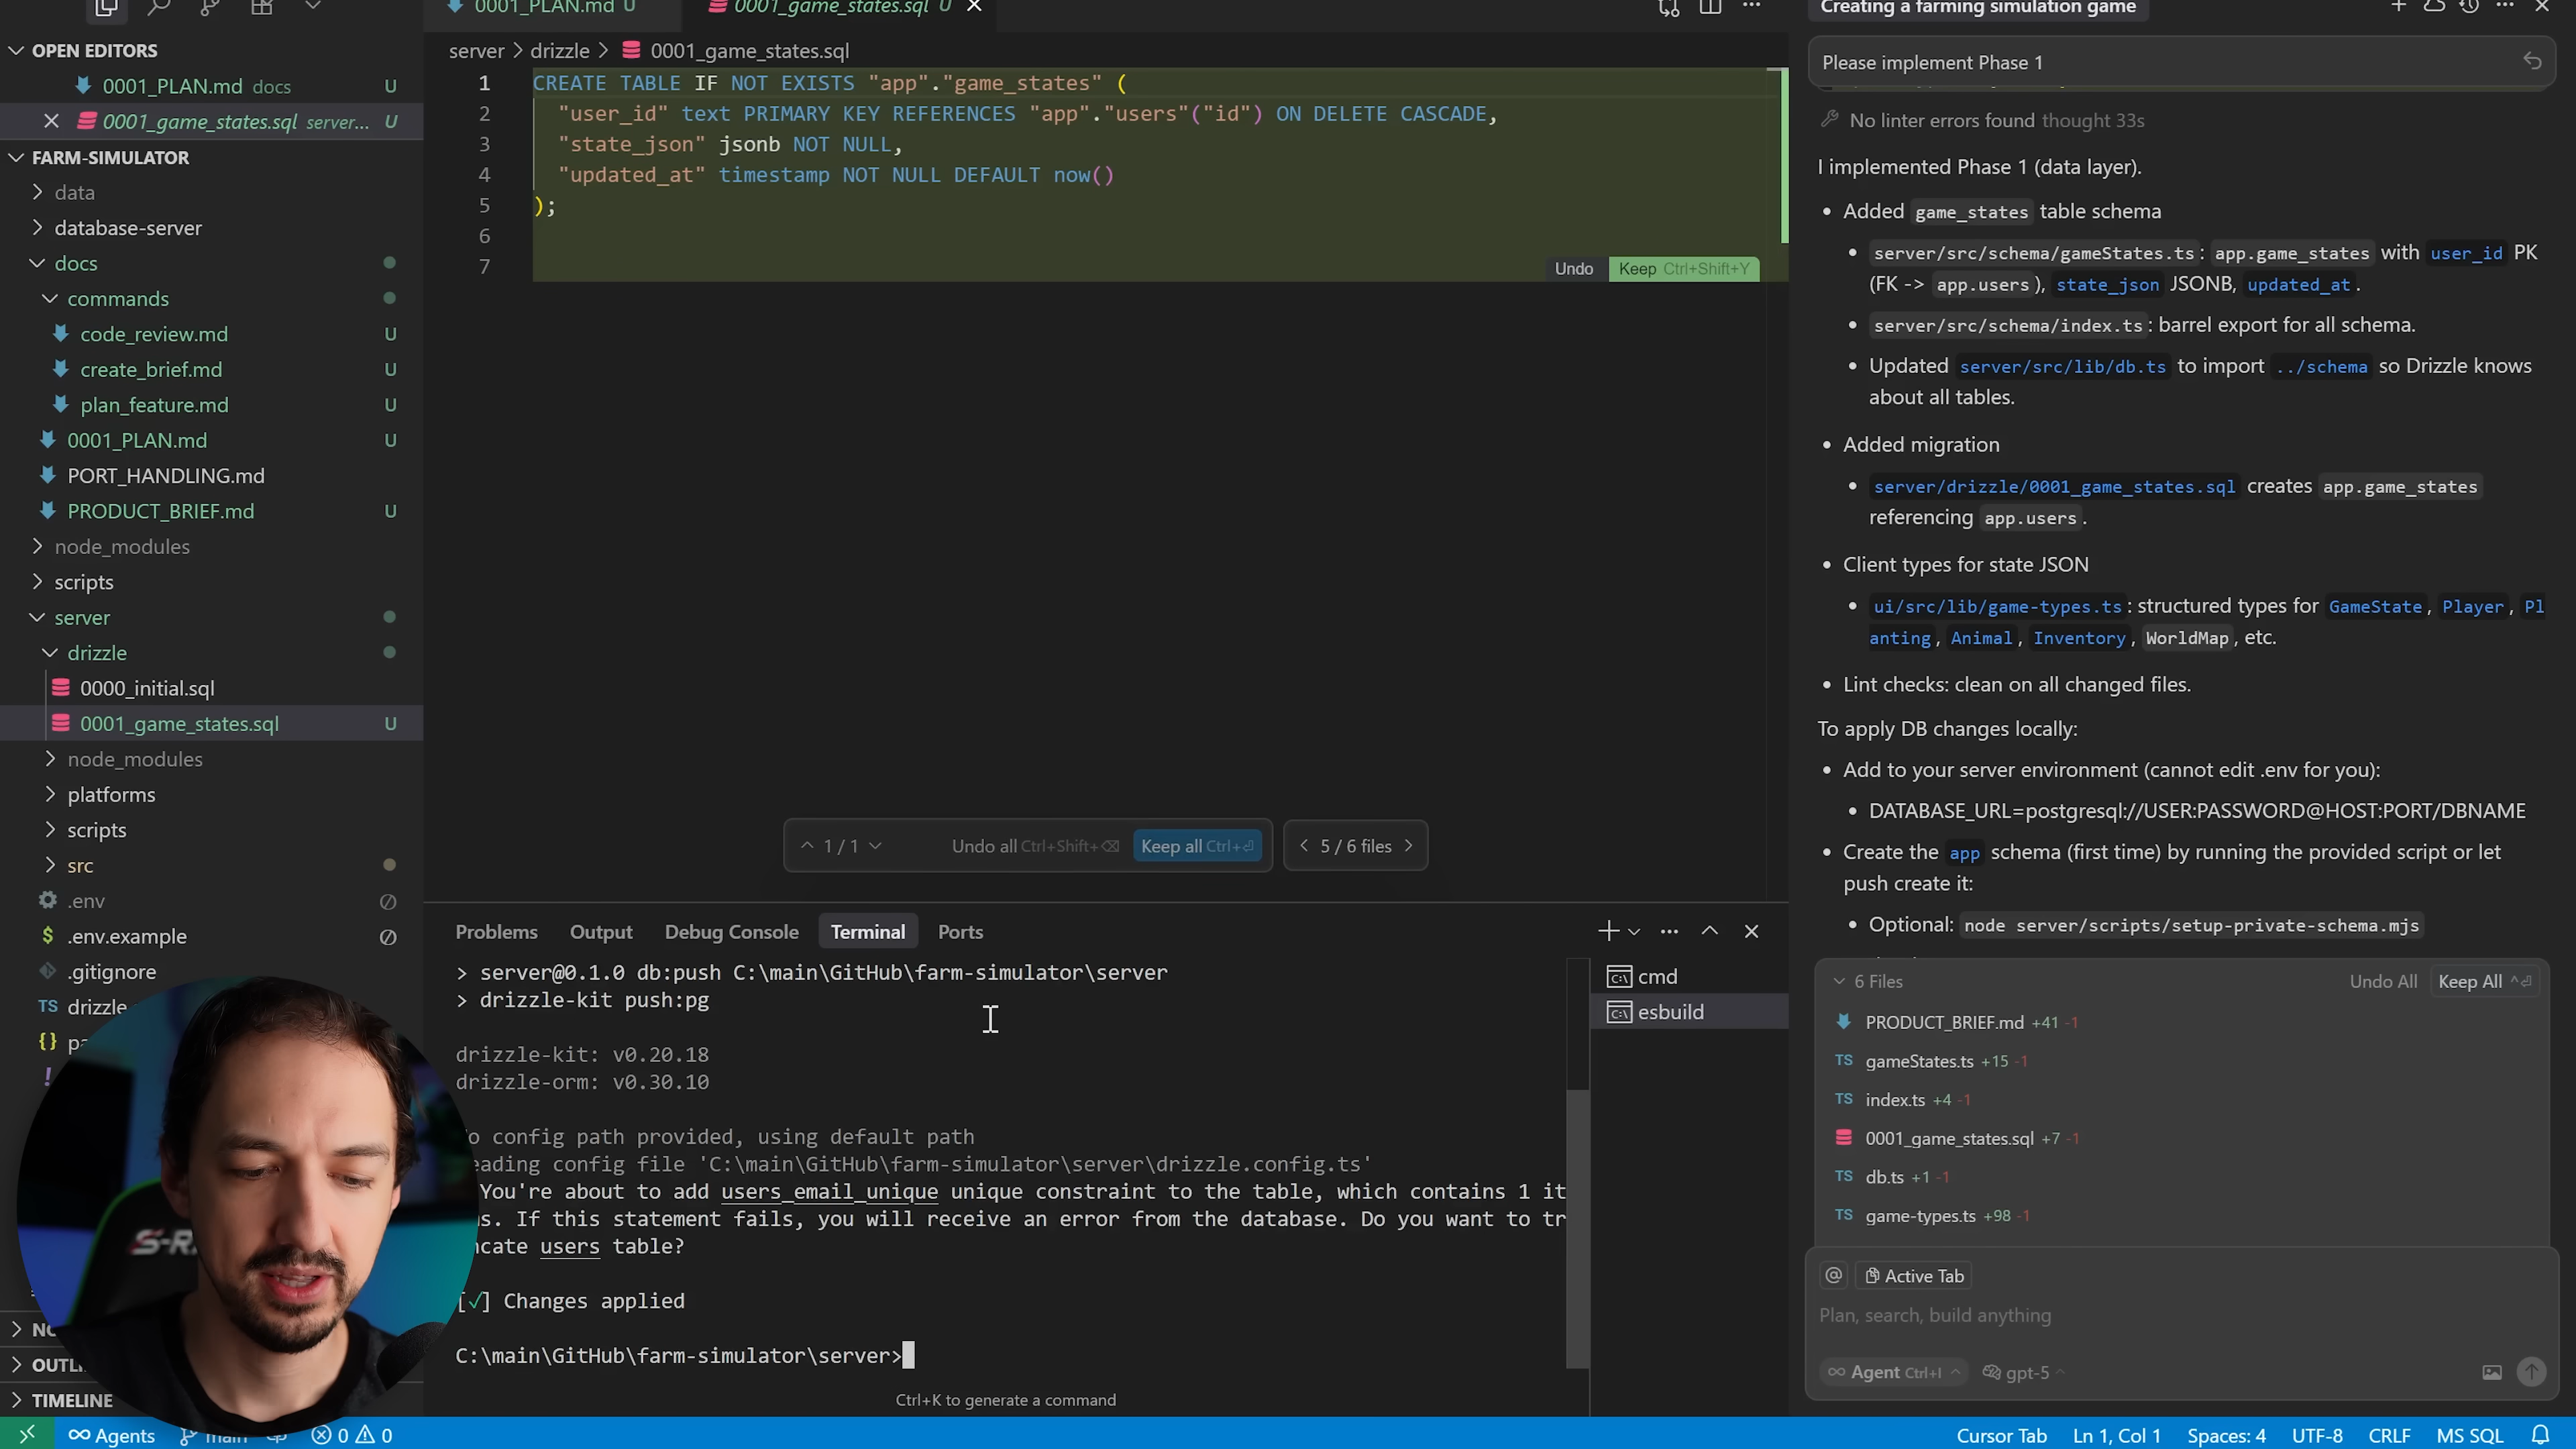 OPEN EDITORS
0001_PLAN.md docs U
0001_game_states.sql server... U
FARM-SIMULATOR
data
database-server
docs
commands
code_review.md U
create_brief.md U
plan_feature.md U
0001_PLAN.md U
PORT_HANDLING.md
PRODUCT_BRIEF.md U
node_modules
scripts
server
drizzle
0000_initial.sql
0001_game_states.sql U
node_modules
platforms
scripts
src
.env
$ .env.example
.gitignore
TS drizzle
{}
!
OUTLI
TIMELINE
0001_PLAN.md U
0001_game_states.sql U
server > drizzle > 0001_game_states.sql
1 CREATE TABLE IF NOT EXISTS "app"."game_states" (
2 "user_id" text PRIMARY KEY REFERENCES "app"."users"("id") ON DELETE CASCADE,
3 "state_json" jsonb NOT NULL,
4 "updated_at" timestamp NOT NULL DEFAULT now()
5 );
6
7
Undo Keep Ctrl+Shift+Y
1 / 1 Undo all Ctrl+Shift+⌫ Keep all Ctrl+⏎ 5 / 6 files
Problems Output Debug Console Terminal Ports
> server@0.1.0 db:push C:\main\GitHub\farm-simulator\server
> drizzle-kit push:pg
drizzle-kit: v0.20.18
drizzle-orm: v0.30.10
o config path provided, using default path
eading config file 'C:\main\GitHub\farm-simulator\server\drizzle.config.ts'
You're about to add users_email_unique unique constraint to the table, which contains 1 it
s. If this statement fails, you will receive an error from the database. Do you want to tr
ncate users table?
[✓] Changes applied
C:\main\GitHub\farm-simulator\server>
Ctrl+K to generate a command
cmd
esbuild
Creating a farming simulation game
Please implement Phase 1
No linter errors found thought 33s
I implemented Phase 1 (data layer).
• Added game_states table schema
• server/src/schema/gameStates.ts: app.game_states with user_id PK
(FK -> app.users), state_json JSONB, updated_at.
• server/src/schema/index.ts: barrel export for all schema.
• Updated server/src/lib/db.ts to import ../schema so Drizzle knows
about all tables.
• Added migration
• server/drizzle/0001_game_states.sql creates app.game_states
referencing app.users.
• Client types for state JSON
• ui/src/lib/game-types.ts: structured types for GameState, Player, Pl
anting, Animal, Inventory, WorldMap, etc.
• Lint checks: clean on all changed files.
To apply DB changes locally:
• Add to your server environment (cannot edit .env for you):
• DATABASE_URL=postgresql://USER:PASSWORD@HOST:PORT/DBNAME
• Create the app schema (first time) by running the provided script or let
push create it:
• Optional: node server/scripts/setup-private-schema.mjs
6 Files Undo All Keep All ^⏎
PRODUCT_BRIEF.md +41 -1
TS gameStates.ts +15 -1
TS index.ts +4 -1
0001_game_states.sql +7 -1
TS db.ts +1 -1
TS game-types.ts +98 -1
@ Active Tab
Plan, search, build anything
∞ Agent Ctrl+I gpt-5
∞ Agents main 0 0
Cursor Tab Ln 1, Col 1 Spaces: 4 UTF-8 CRLF MS SQL